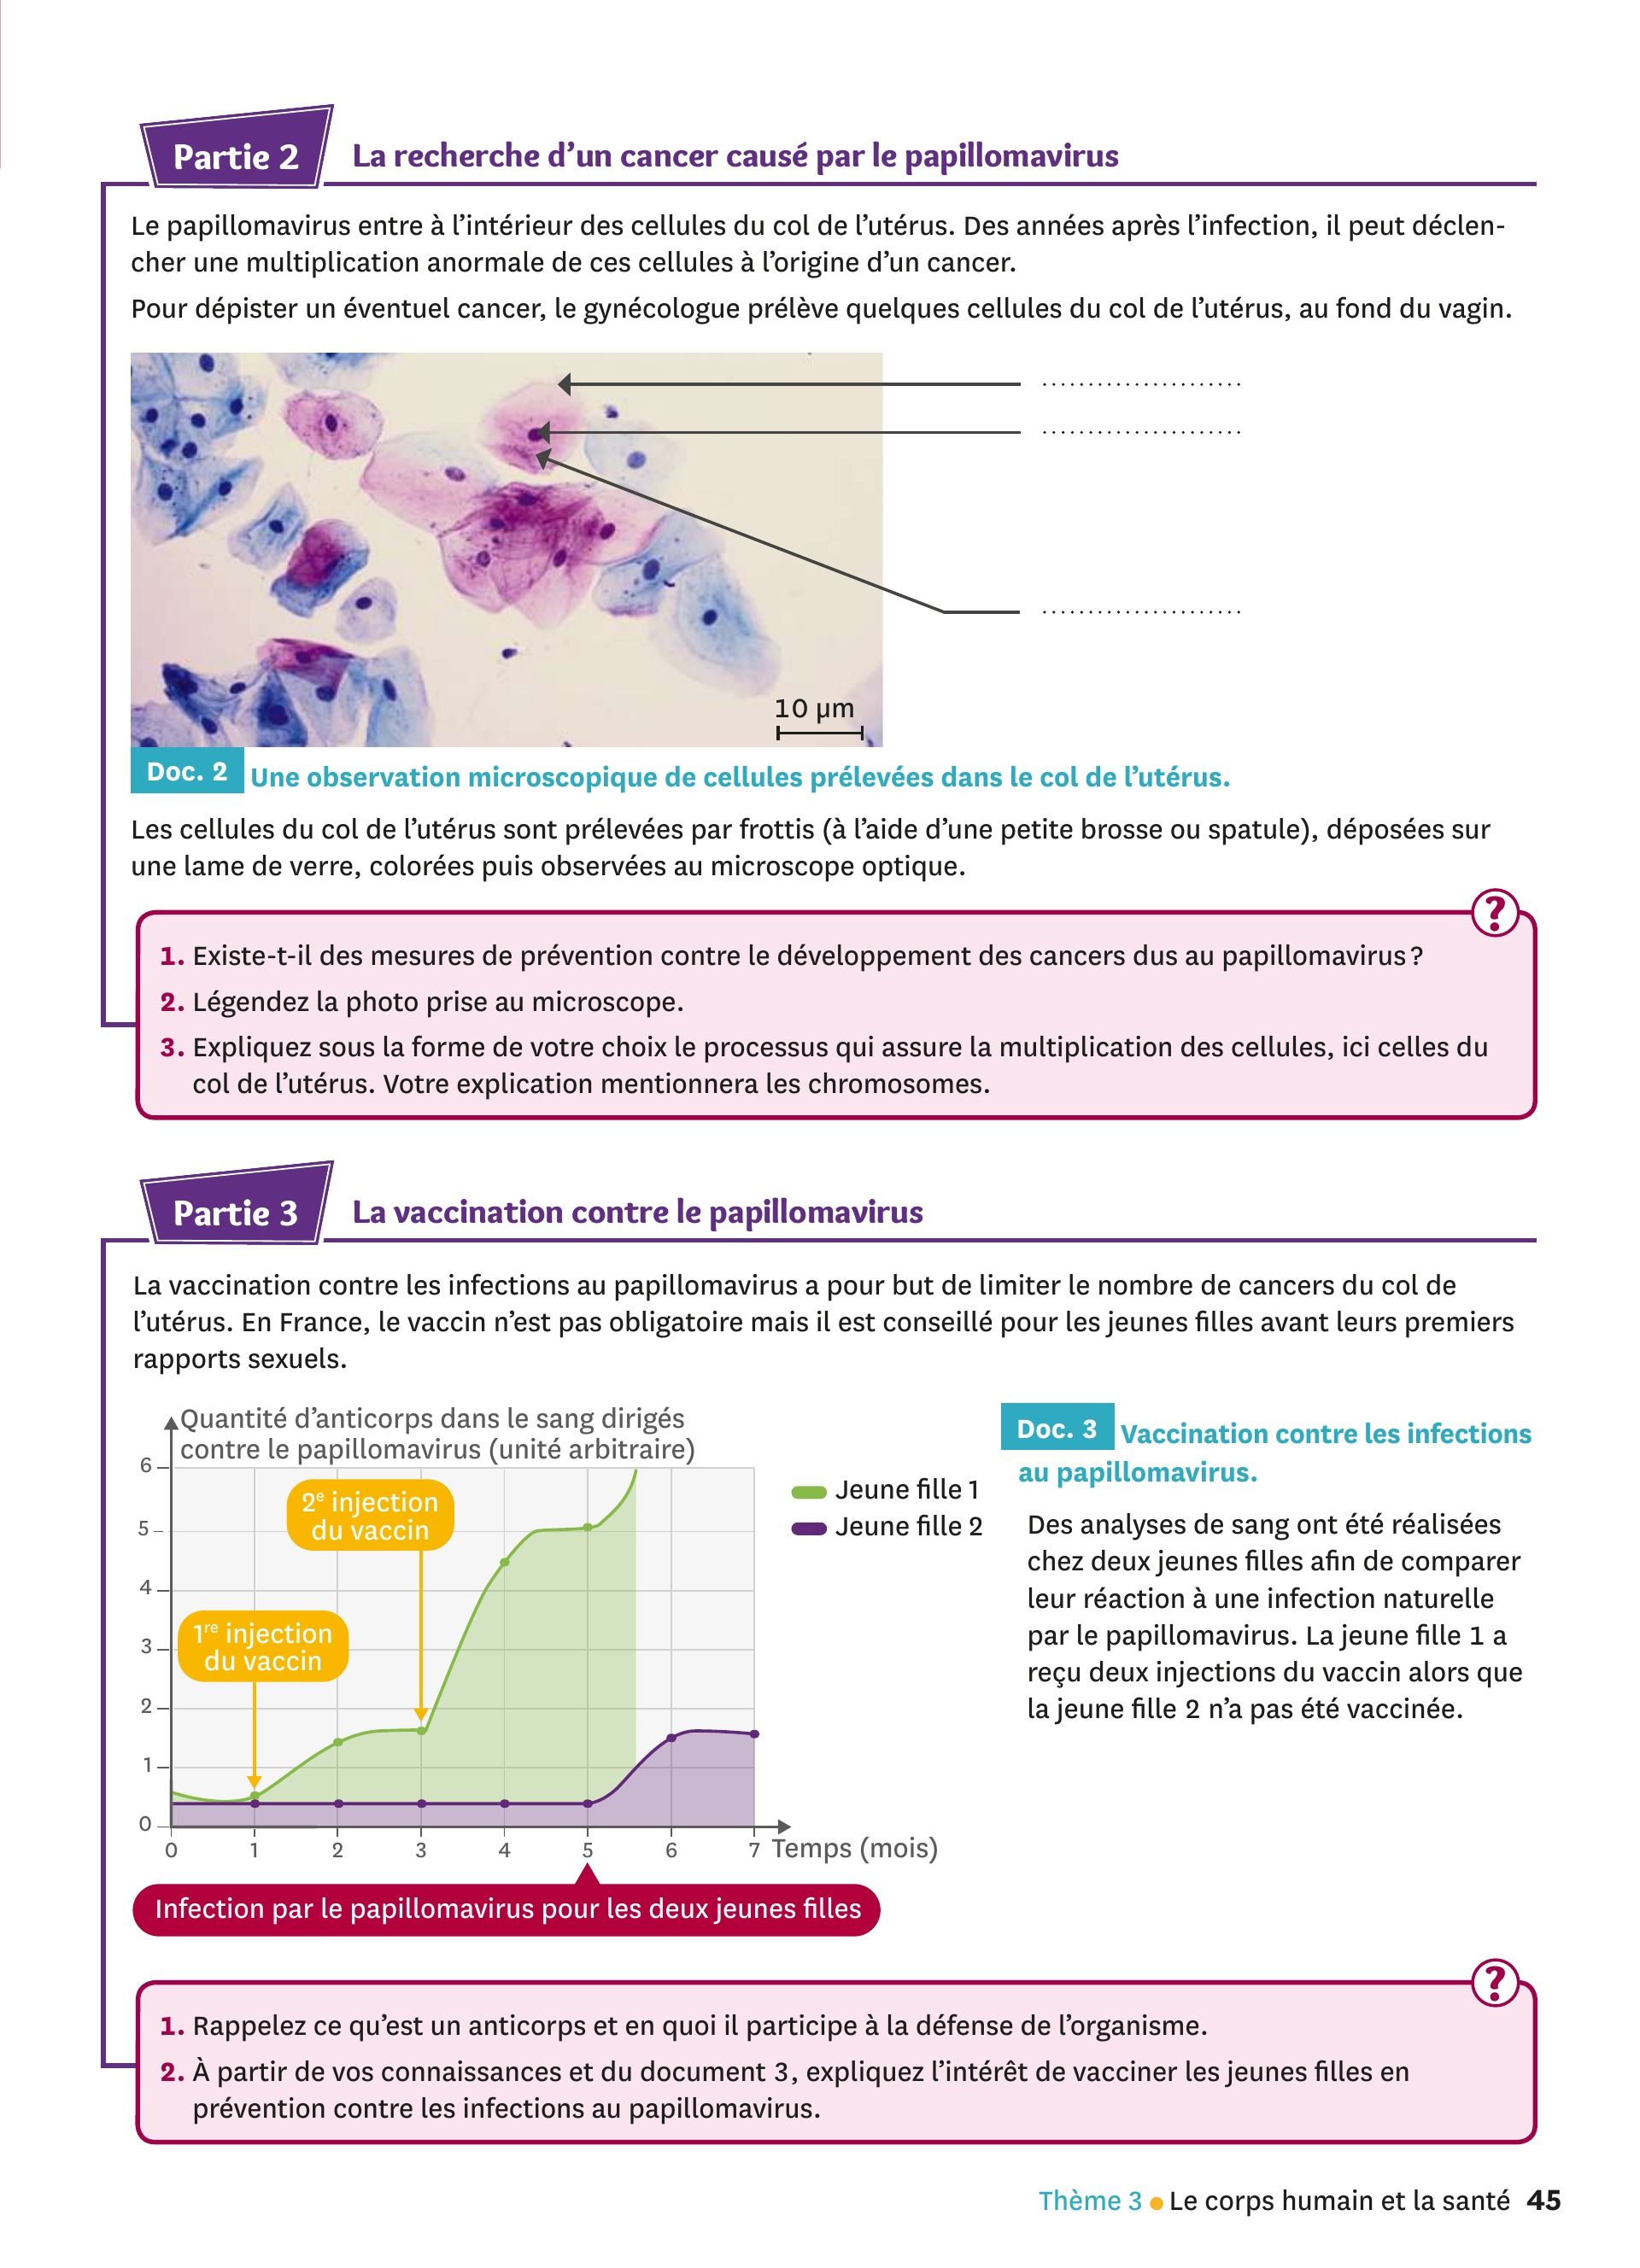 Partie 2
La recherche d’un cancer causé par le papillomavirus
Le papillomavirus entre à l’intérieur des cellules du col de l’utérus. Des années après l’infection, il peut déclen-
cher une multiplication anormale de ces cellules à l’origine d’un cancer.
Pour dépister un éventuel cancer, le gynécologue prélève quelques cellules du col de l’utérus, au fond du vagin.
......................
......................
......................
10 µm
Doc. 2 Une observation microscopique de cellules prélevées dans le col de l’utérus.
Les cellules du col de l’utérus sont prélevées par frottis (à l’aide d’une petite brosse ou spatule), déposées sur
une lame de verre, colorées puis observées au microscope optique.
?
1. Existe-t-il des mesures de prévention contre le développement des cancers dus au papillomavirus ?
2. Légendez la photo prise au microscope.
3. Expliquez sous la forme de votre choix le processus qui assure la multiplication des cellules, ici celles du
col de l’utérus. Votre explication mentionnera les chromosomes.
Partie 3
La vaccination contre le papillomavirus
La vaccination contre les infections au papillomavirus a pour but de limiter le nombre de cancers du col de
l’utérus. En France, le vaccin n’est pas obligatoire mais il est conseillé pour les jeunes filles avant leurs premiers
rapports sexuels.
Quantité d’anticorps dans le sang dirigés
contre le papillomavirus (unité arbitraire)
6
5
4
3
2
1
0
2e injection
du vaccin
1re injection
du vaccin
Jeune fille 1
Jeune fille 2
0 1 2 3 4 5 6 7 Temps (mois)
Infection par le papillomavirus pour les deux jeunes filles
Doc. 3 Vaccination contre les infections
au papillomavirus.
Des analyses de sang ont été réalisées
chez deux jeunes filles afin de comparer
leur réaction à une infection naturelle
par le papillomavirus. La jeune fille 1 a
reçu deux injections du vaccin alors que
la jeune fille 2 n’a pas été vaccinée.
?
1. Rappelez ce qu’est un anticorps et en quoi il participe à la défense de l’organisme.
2. À partir de vos connaissances et du document 3, expliquez l’intérêt de vacciner les jeunes filles en
prévention contre les infections au papillomavirus.
Thème 3 ● Le corps humain et la santé 45